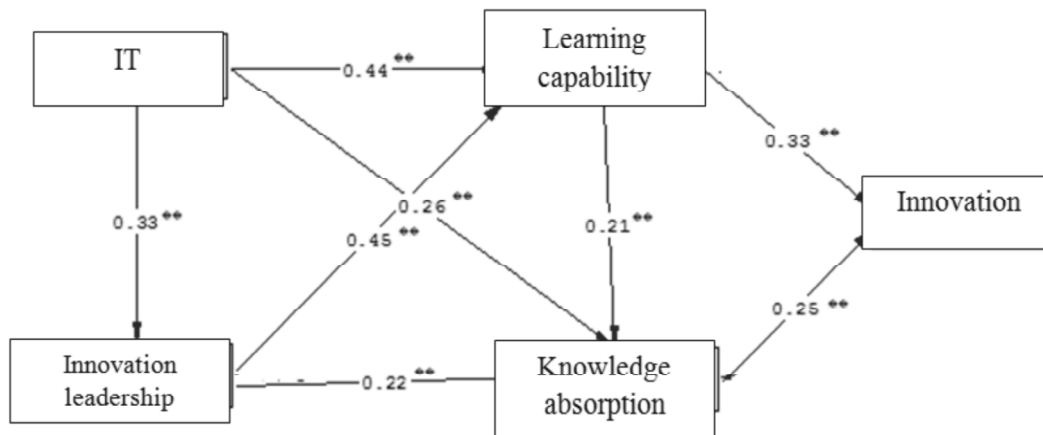 IT
Learning
capability
0.44 **
0.33 **
Innovation
0.26 **
0.33 **
0.45 **
0.21 **
0.25 **
Innovation
leadership
0.22 **
Knowledge
absorption